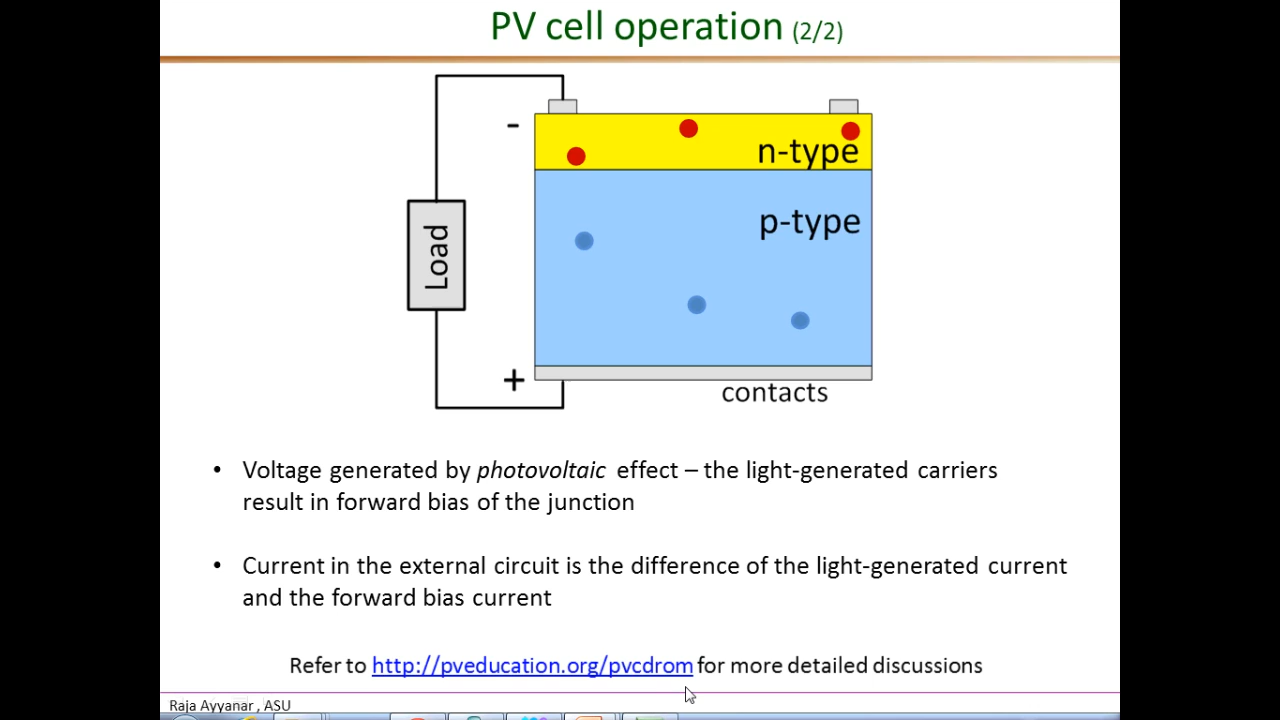 PV cell operation (2/2)
-
n-type
p-type
Load
+
contacts
• Voltage generated by photovoltaic effect – the light-generated carriers
result in forward bias of the junction
• Current in the external circuit is the difference of the light-generated current
and the forward bias current
Refer to http://pveducation.org/pvcdrom for more detailed discussions
Raja Ayyanar , ASU